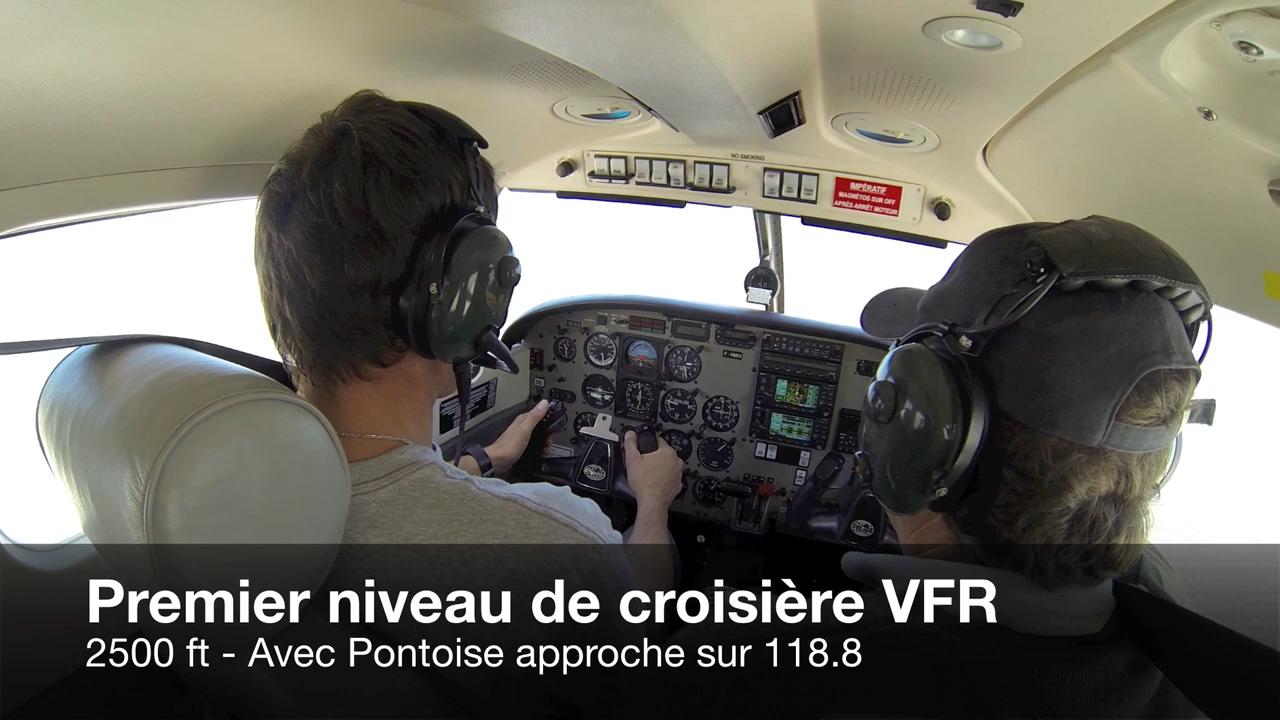 NO SMOKING
IMPÉRATIF
MAGNÉTOS SUR OFF
APRÈS ARRÊT MOTEUR
Premier niveau de croisière VFR
2500 ft - Avec Pontoise approche sur 118.8